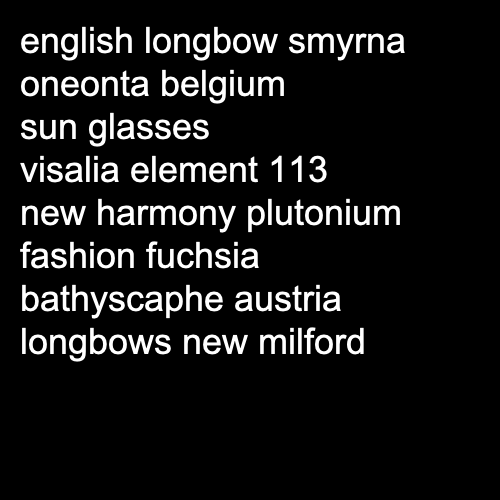 english longbow smyrna
oneonta belgium
sun glasses
visalia element 113
new harmony plutonium
fashion fuchsia
bathyscaphe austria
longbows new milford